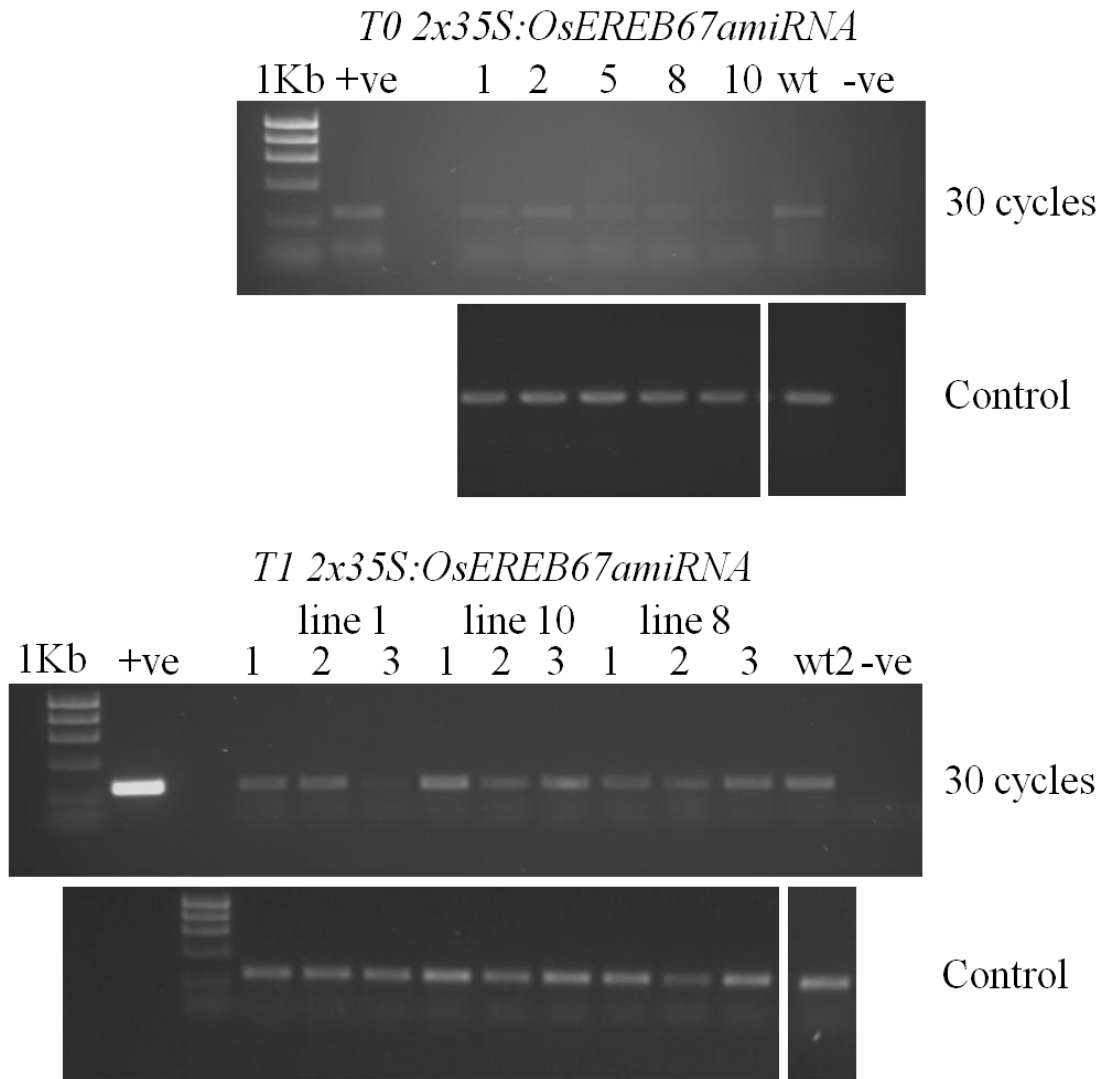 T0 2x35S:OsEREB67amiRNA
1Kb +ve 1 2 5 8 10 wt -ve
30 cycles
Control
T1 2x35S:OsEREB67amiRNA
line 1 line 10 line 8
1Kb +ve 1 2 3 1 2 3 1 2 3 wt2 -ve
30 cycles
Control